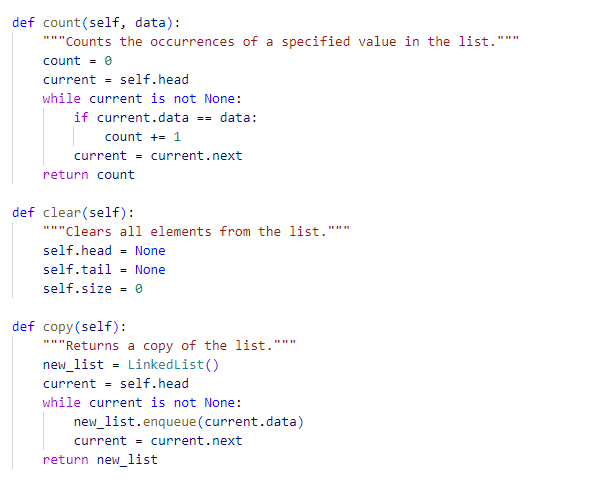 def count(self, data):
    """Counts the occurrences of a specified value in the list."""
    count = 0
    current = self.head
    while current is not None:
        if current.data == data:
            count += 1
        current = current.next
    return count

def clear(self):
    """Clears all elements from the list."""
    self.head = None
    self.tail = None
    self.size = 0

def copy(self):
    """Returns a copy of the list."""
    new_list = LinkedList()
    current = self.head
    while current is not None:
        new_list.enqueue(current.data)
        current = current.next
    return new_list